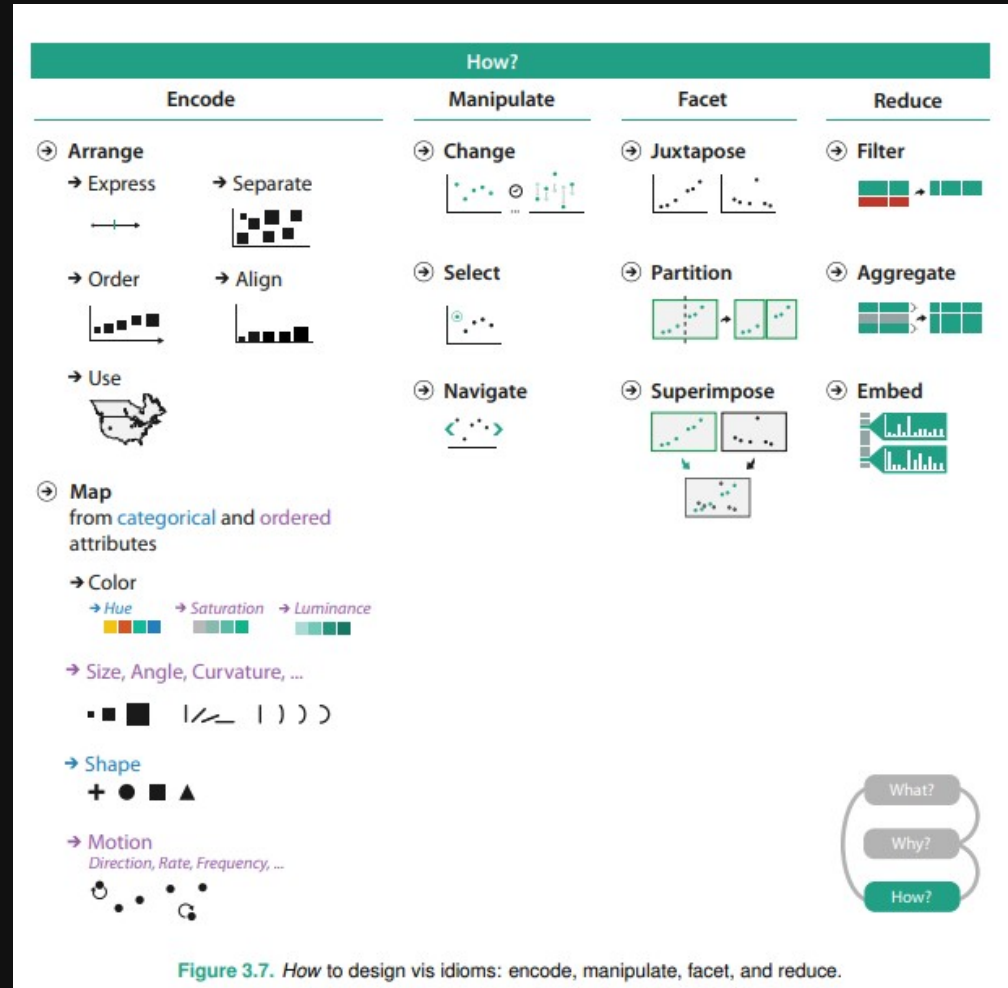 How?
Encode
Manipulate
Facet
Reduce
Arrange
Express
Separate
Order
Align
Use
Map
from categorical and ordered
attributes
Color
Hue
Saturation
Luminance
Size, Angle, Curvature, ...
Shape
Motion
Direction, Rate, Frequency, ...
Change
...
Select
Navigate
Juxtapose
Partition
Superimpose
Filter
Aggregate
Embed
What?
Why?
How?
Figure 3.7. How to design vis idioms: encode, manipulate, facet, and reduce.